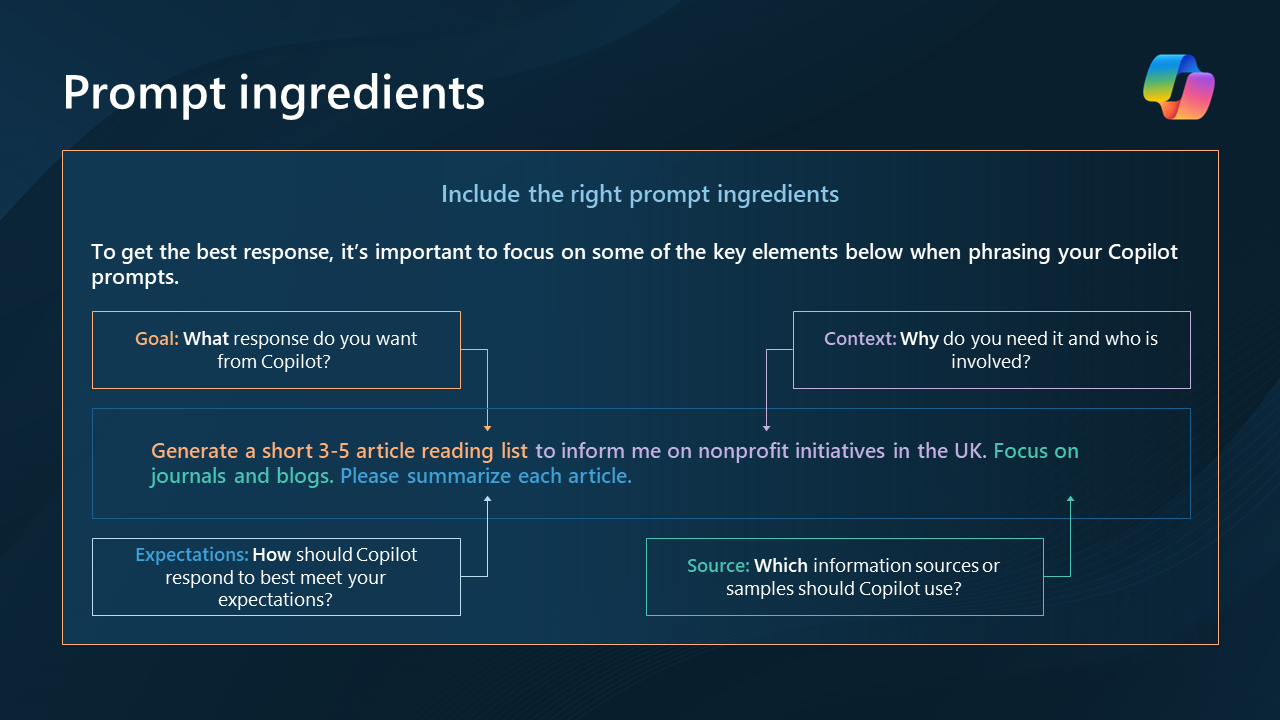 Prompt ingredients
Include the right prompt ingredients
To get the best response, it’s important to focus on some of the key elements below when phrasing your Copilot
prompts.
Goal: What response do you want
from Copilot?
Context: Why do you need it and who is
involved?
Generate a short 3-5 article reading list to inform me on nonprofit initiatives in the UK. Focus on
journals and blogs. Please summarize each article.
Expectations: How should Copilot
respond to best meet your
expectations?
Source: Which information sources or
samples should Copilot use?